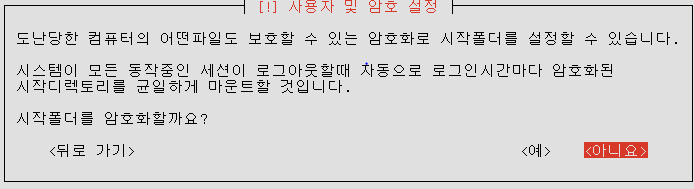 [!] 사용자 및 암호 설정
도난당한 컴퓨터의 어떤파일도 보호할 수 있는 암호화로 시작폴더를 설정할 수 있습니다.
시스템이 모든 동작중인 세션이 로그아웃할때 자동으로 로그인시간마다 암호화된
시작디렉토리를 균일하게 마운트할 것입니다.
시작폴더를 암호화할까요?
<뒤로 가기> <예> <아니요>